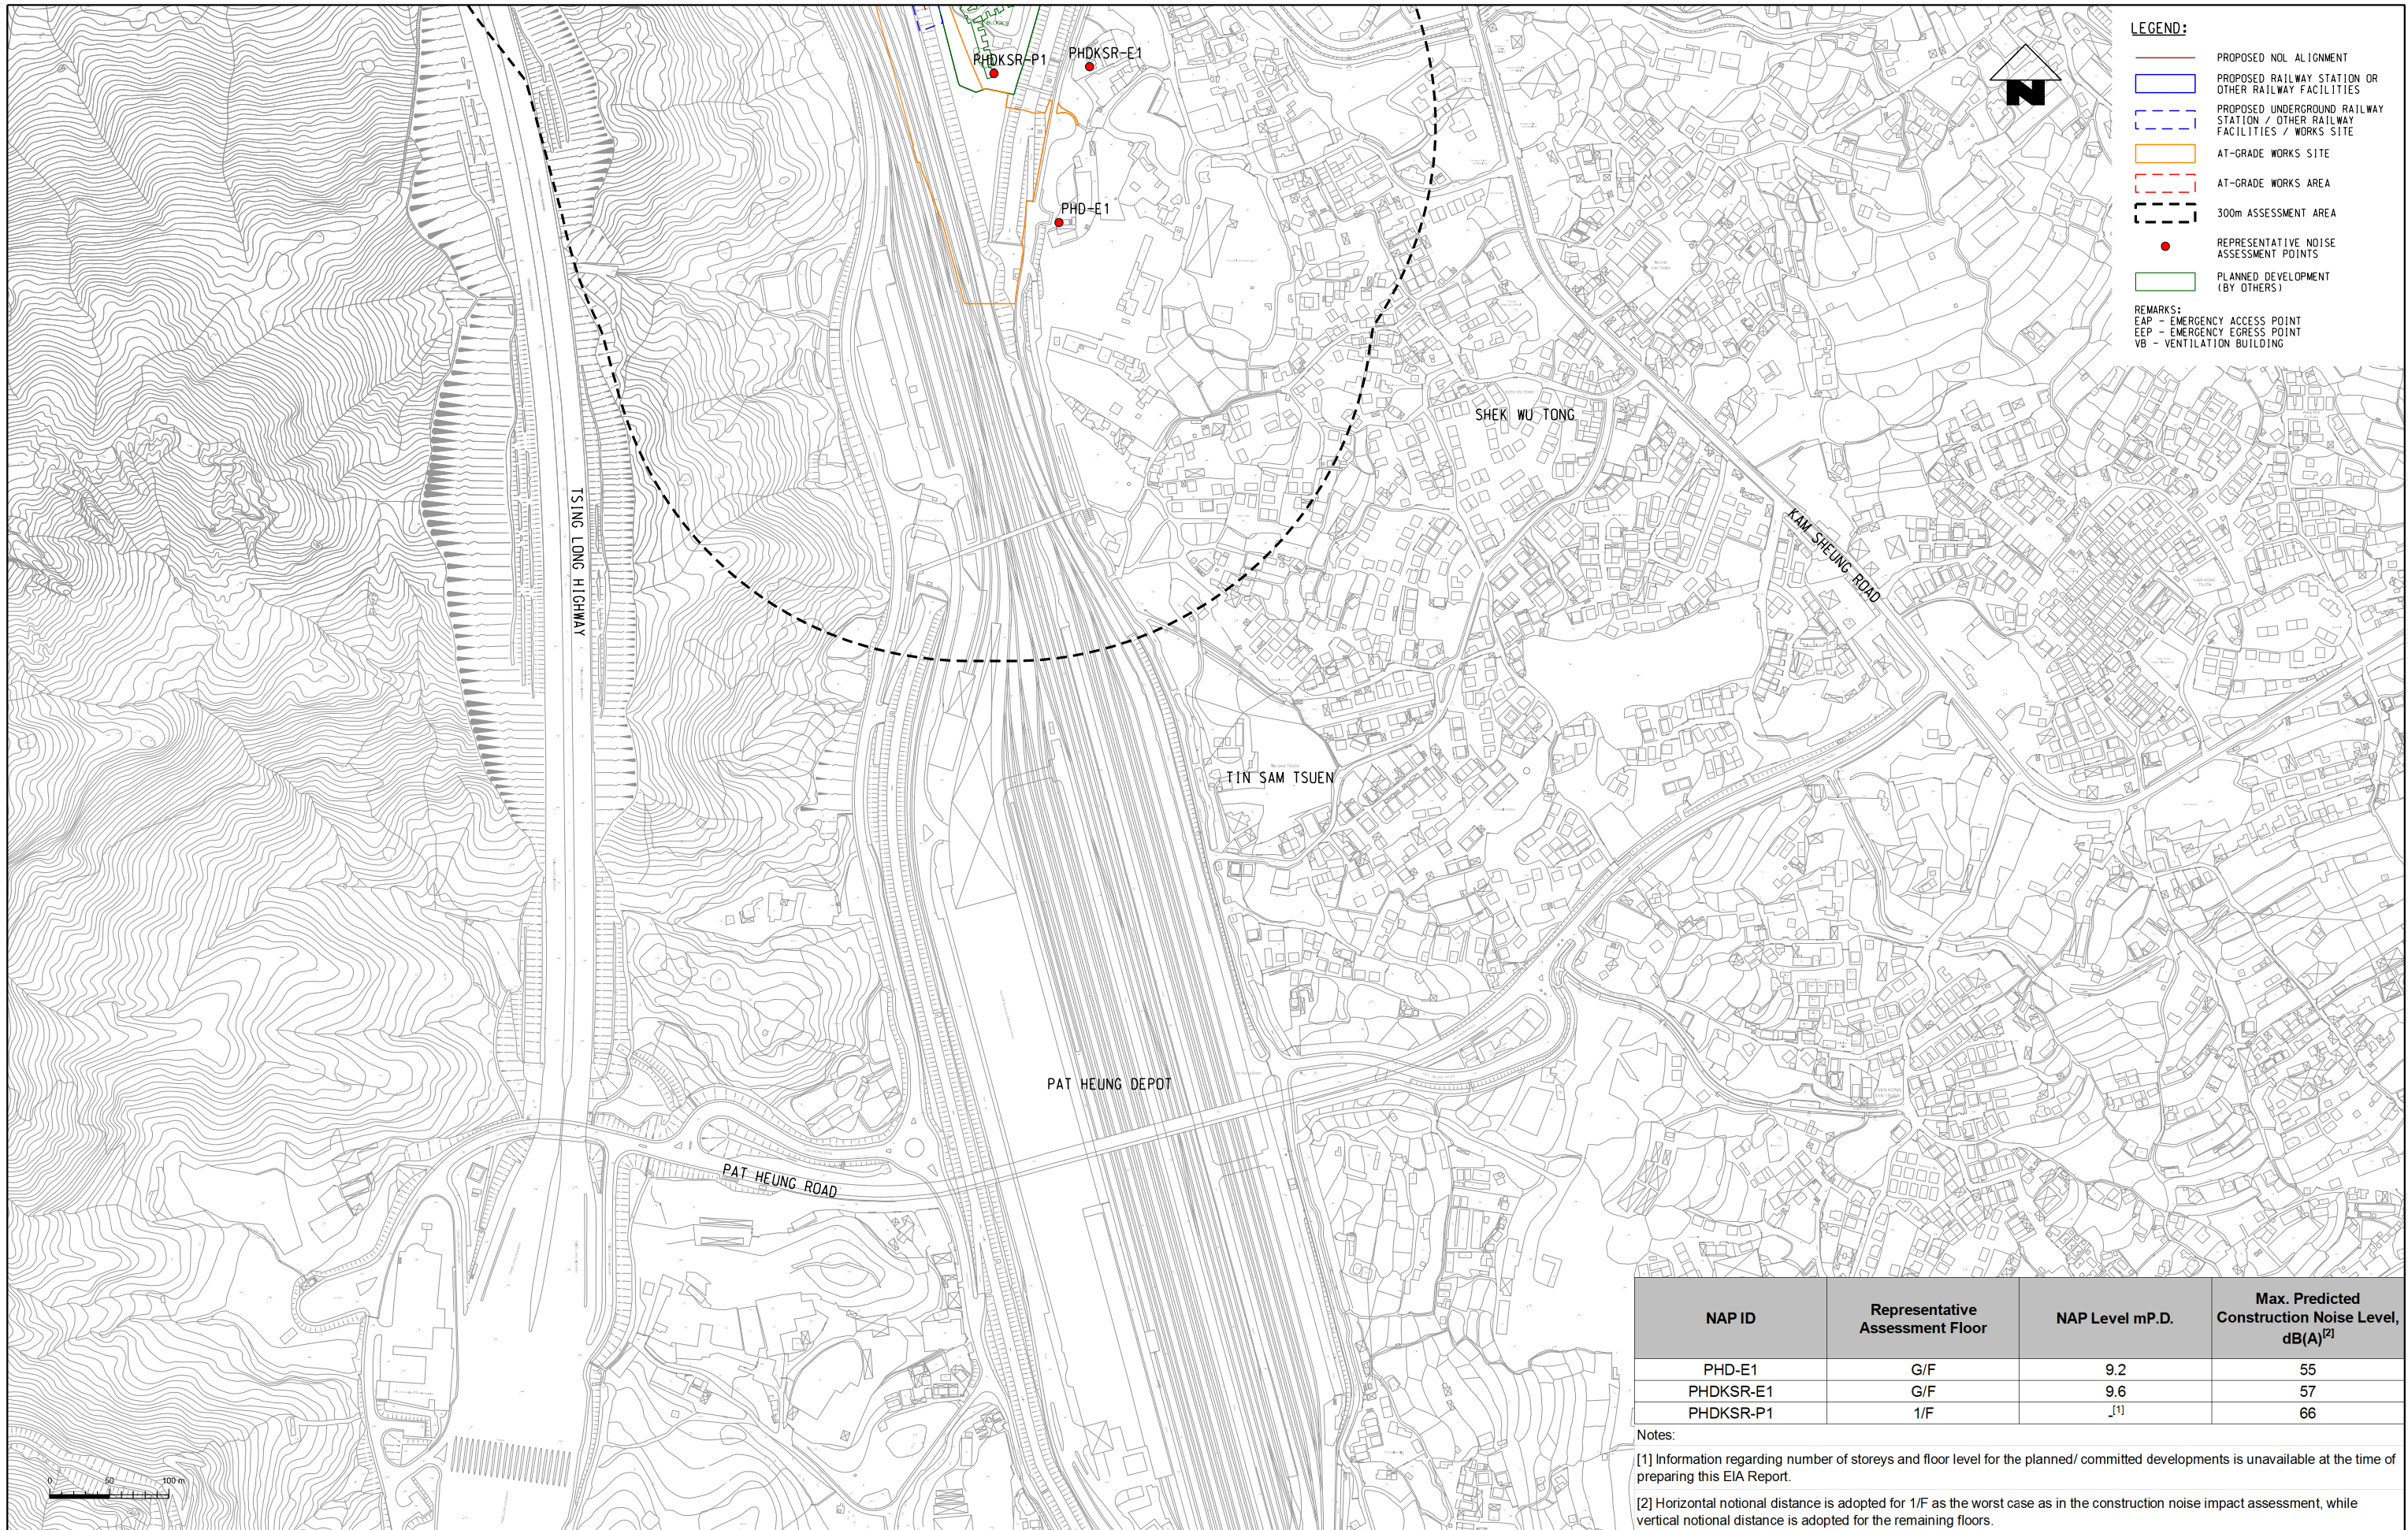 LEGEND:
PROPOSED NOL ALIGNMENT
PROPOSED RAILWAY STATION OR
OTHER RAILWAY FACILITIES
PROPOSED UNDERGROUND RAILWAY
STATION / OTHER RAILWAY
FACILITIES / WORKS SITE
AT-GRADE WORKS SITE
AT-GRADE WORKS AREA
300m ASSESSMENT AREA
REPRESENTATIVE NOISE
ASSESSMENT POINTS
PLANNED DEVELOPMENT
(BY OTHERS)
REMARKS:
EAP - EMERGENCY ACCESS POINT
EEP - EMERGENCY EGRESS POINT
VB - VENTILATION BUILDING
N
PHDKSR-P1
PHDKSR-E1
PHD-E1
SHEK WU TONG
KAM SHEUNG ROAD
TSING LONG HIGHWAY
TIN SAM TSUEN
PAT HEUNG DEPOT
PAT HEUNG ROAD
0 50 100 m
NAP ID Representative Assessment Floor NAP Level mP.D. Max. Predicted Construction Noise Level, dB(A)[2]
PHD-E1 G/F 9.2 55
PHDKSR-E1 G/F 9.6 57
PHDKSR-P1 1/F -[1] 66
Notes:
[1] Information regarding number of storeys and floor level for the planned/ committed developments is unavailable at the time of
preparing this EIA Report.
[2] Horizontal notional distance is adopted for 1/F as the worst case as in the construction noise impact assessment, while
vertical notional distance is adopted for the remaining floors.